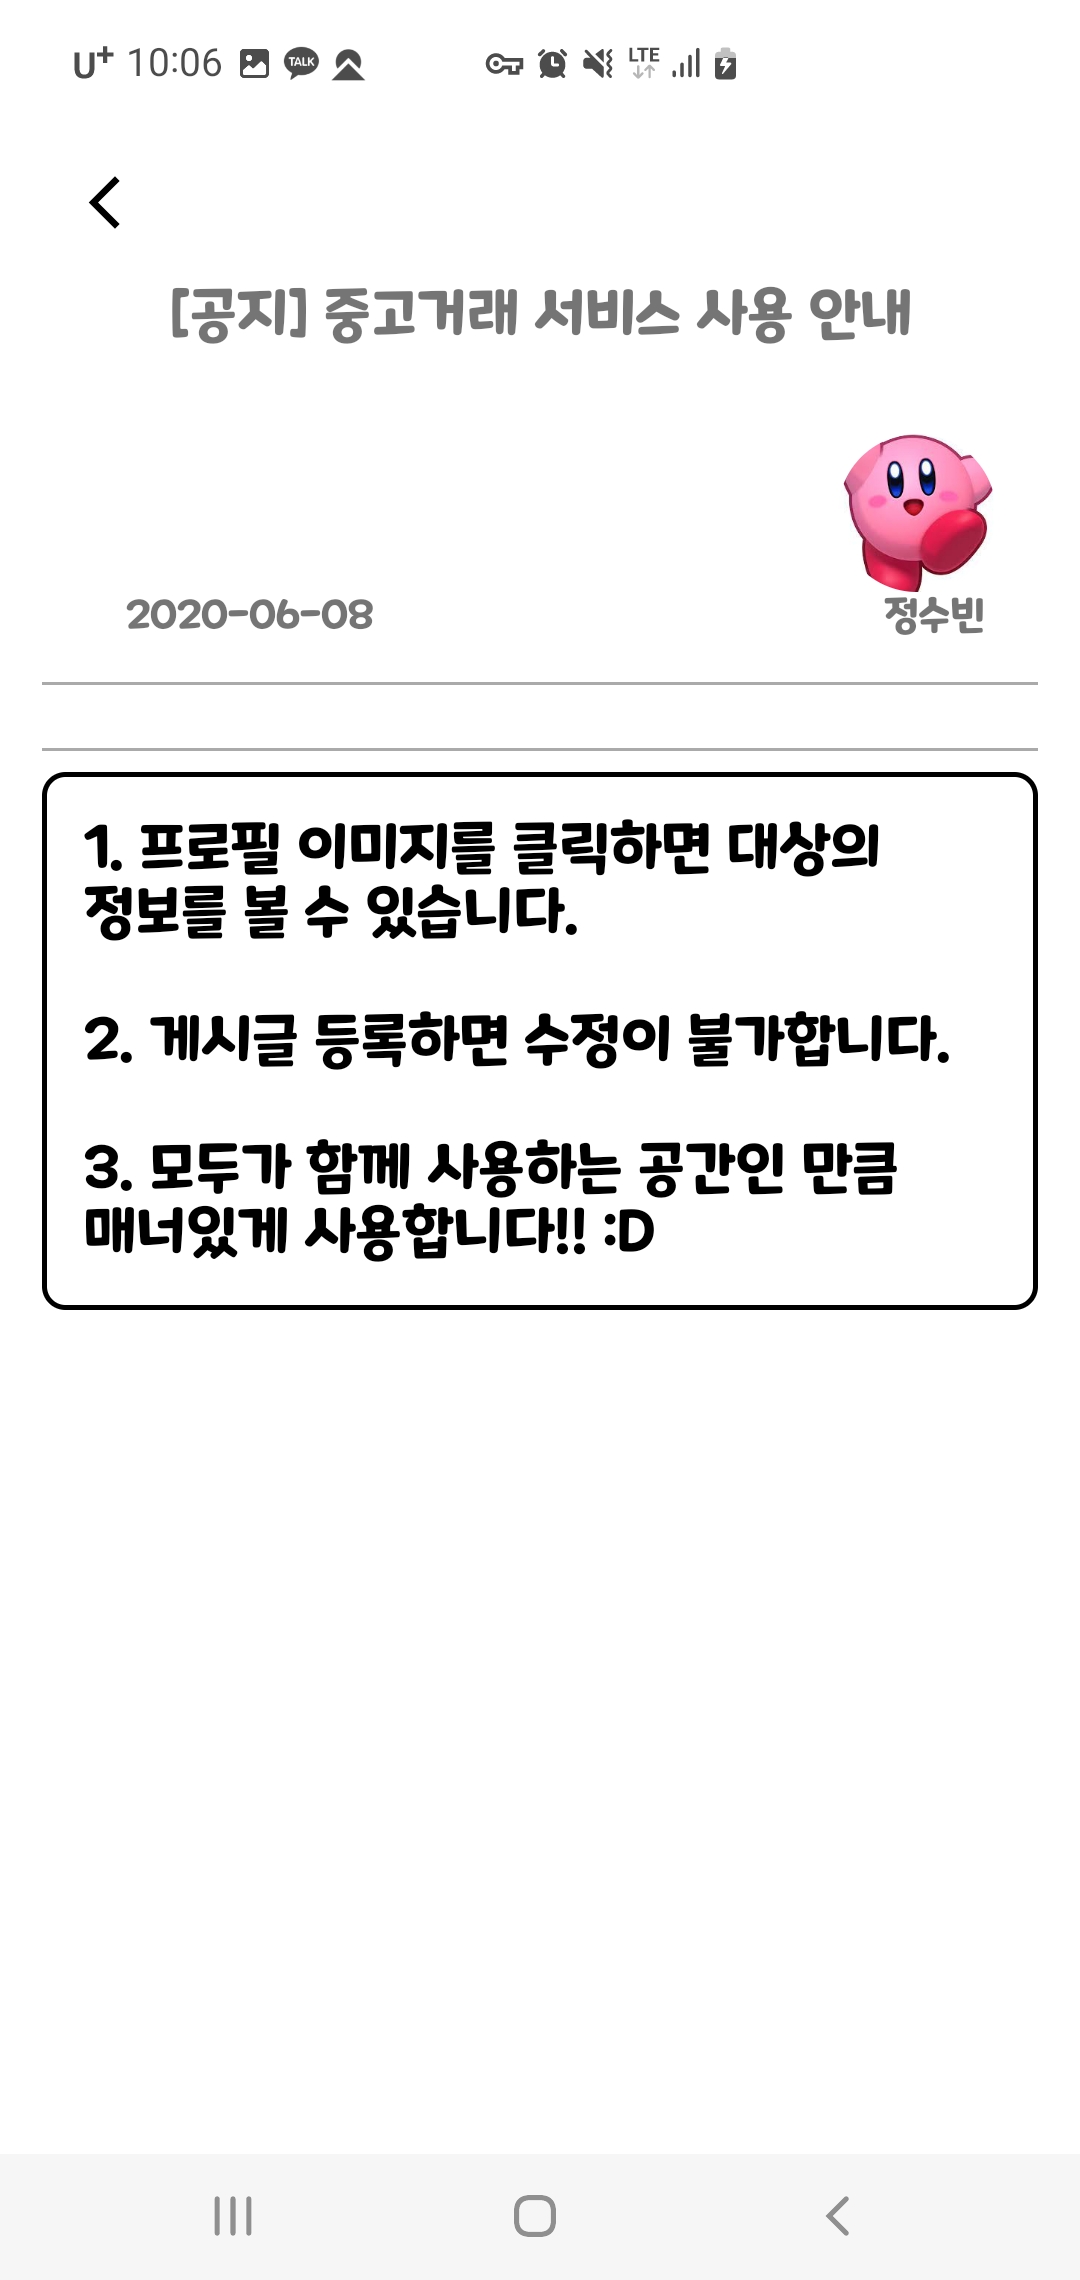 U+ 10:06 TALK LTE
[공지] 중고거래 서비스 사용 안내
2020-06-08 정수빈
1. 프로필 이미지를 클릭하면 대상의
정보를 볼 수 있습니다.
2. 게시글 등록하면 수정이 불가합니다.
3. 모두가 함께 사용하는 공간인 만큼
매너있게 사용합니다!! :D